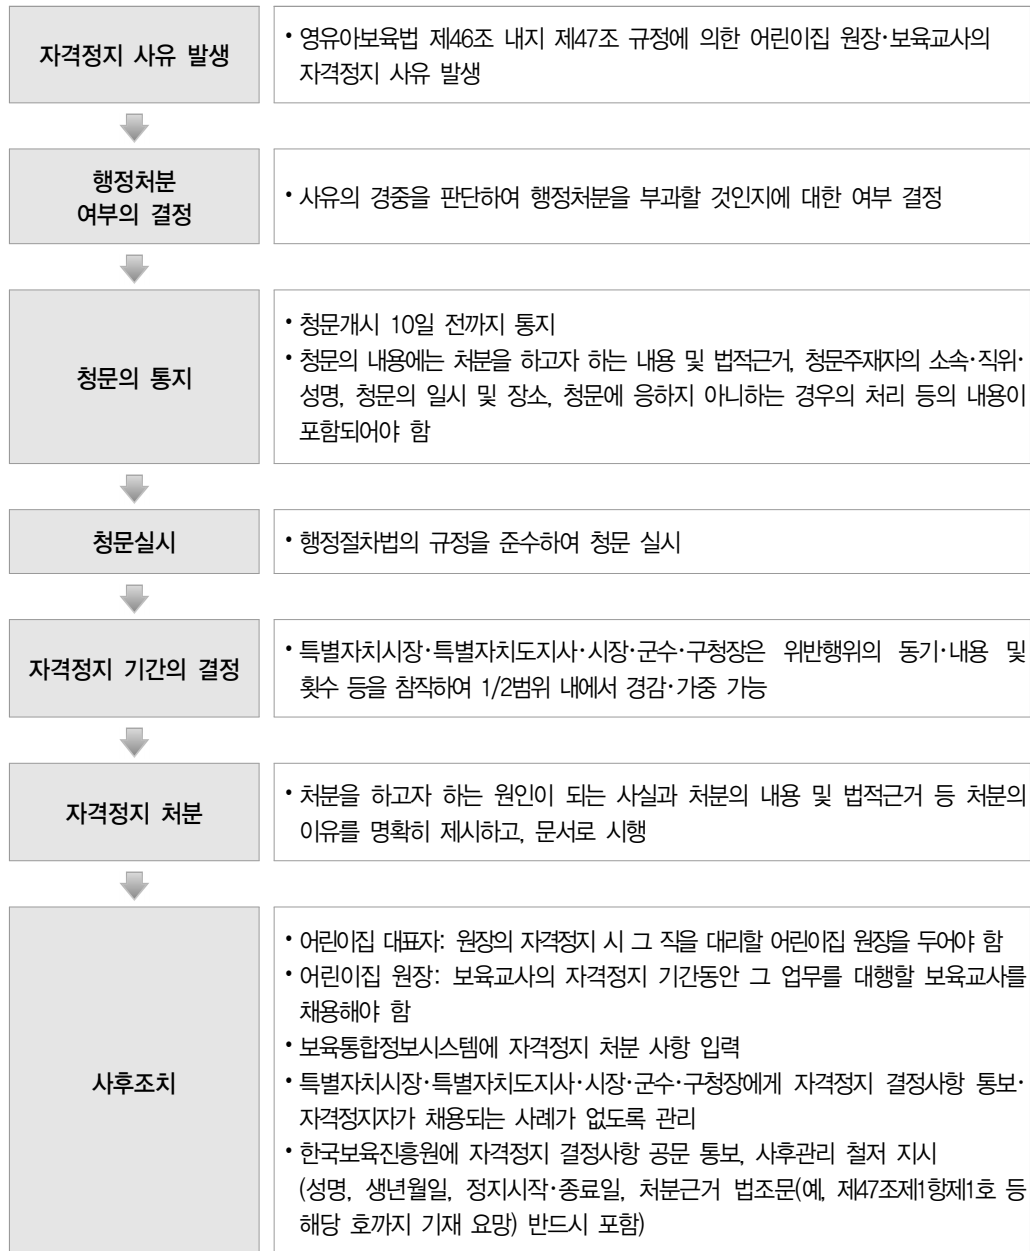 자격정지 사유 발생
• 영유아보육법 제46조 내지 제47조 규정에 의한 어린이집 원장·보육교사의
자격정지 사유 발생
행정처분
여부의 결정
• 사유의 경중을 판단하여 행정처분을 부과할 것인지에 대한 여부 결정
청문의 통지
• 청문개시 10일 전까지 통지
• 청문의 내용에는 처분을 하고자 하는 내용 및 법적근거, 청문주재자의 소속·직위·
성명, 청문의 일시 및 장소, 청문에 응하지 아니하는 경우의 처리 등의 내용이
포함되어야 함
청문실시
• 행정절차법의 규정을 준수하여 청문 실시
자격정지 기간의 결정
• 특별자치시장·특별자치도지사·시장·군수·구청장은 위반행위의 동기·내용 및
횟수 등을 참작하여 1/2범위 내에서 경감·가중 가능
자격정지 처분
• 처분을 하고자 하는 원인이 되는 사실과 처분의 내용 및 법적근거 등 처분의
이유를 명확히 제시하고, 문서로 시행
사후조치
• 어린이집 대표자: 원장의 자격정지 시 그 직을 대리할 어린이집 원장을 두어야 함
• 어린이집 원장: 보육교사의 자격정지 기간동안 그 업무를 대행할 보육교사를
채용해야 함
• 보육통합정보시스템에 자격정지 처분 사항 입력
• 특별자치시장·특별자치도지사·시장·군수·구청장에게 자격정지 결정사항 통보·
자격정지자가 채용되는 사례가 없도록 관리
• 한국보육진흥원에 자격정지 결정사항 공문 통보, 사후관리 철저 지시
(성명, 생년월일, 정지시작·종료일, 처분근거 법조문(예, 제47조제1항제1호 등
해당 호까지 기재 요망) 반드시 포함)